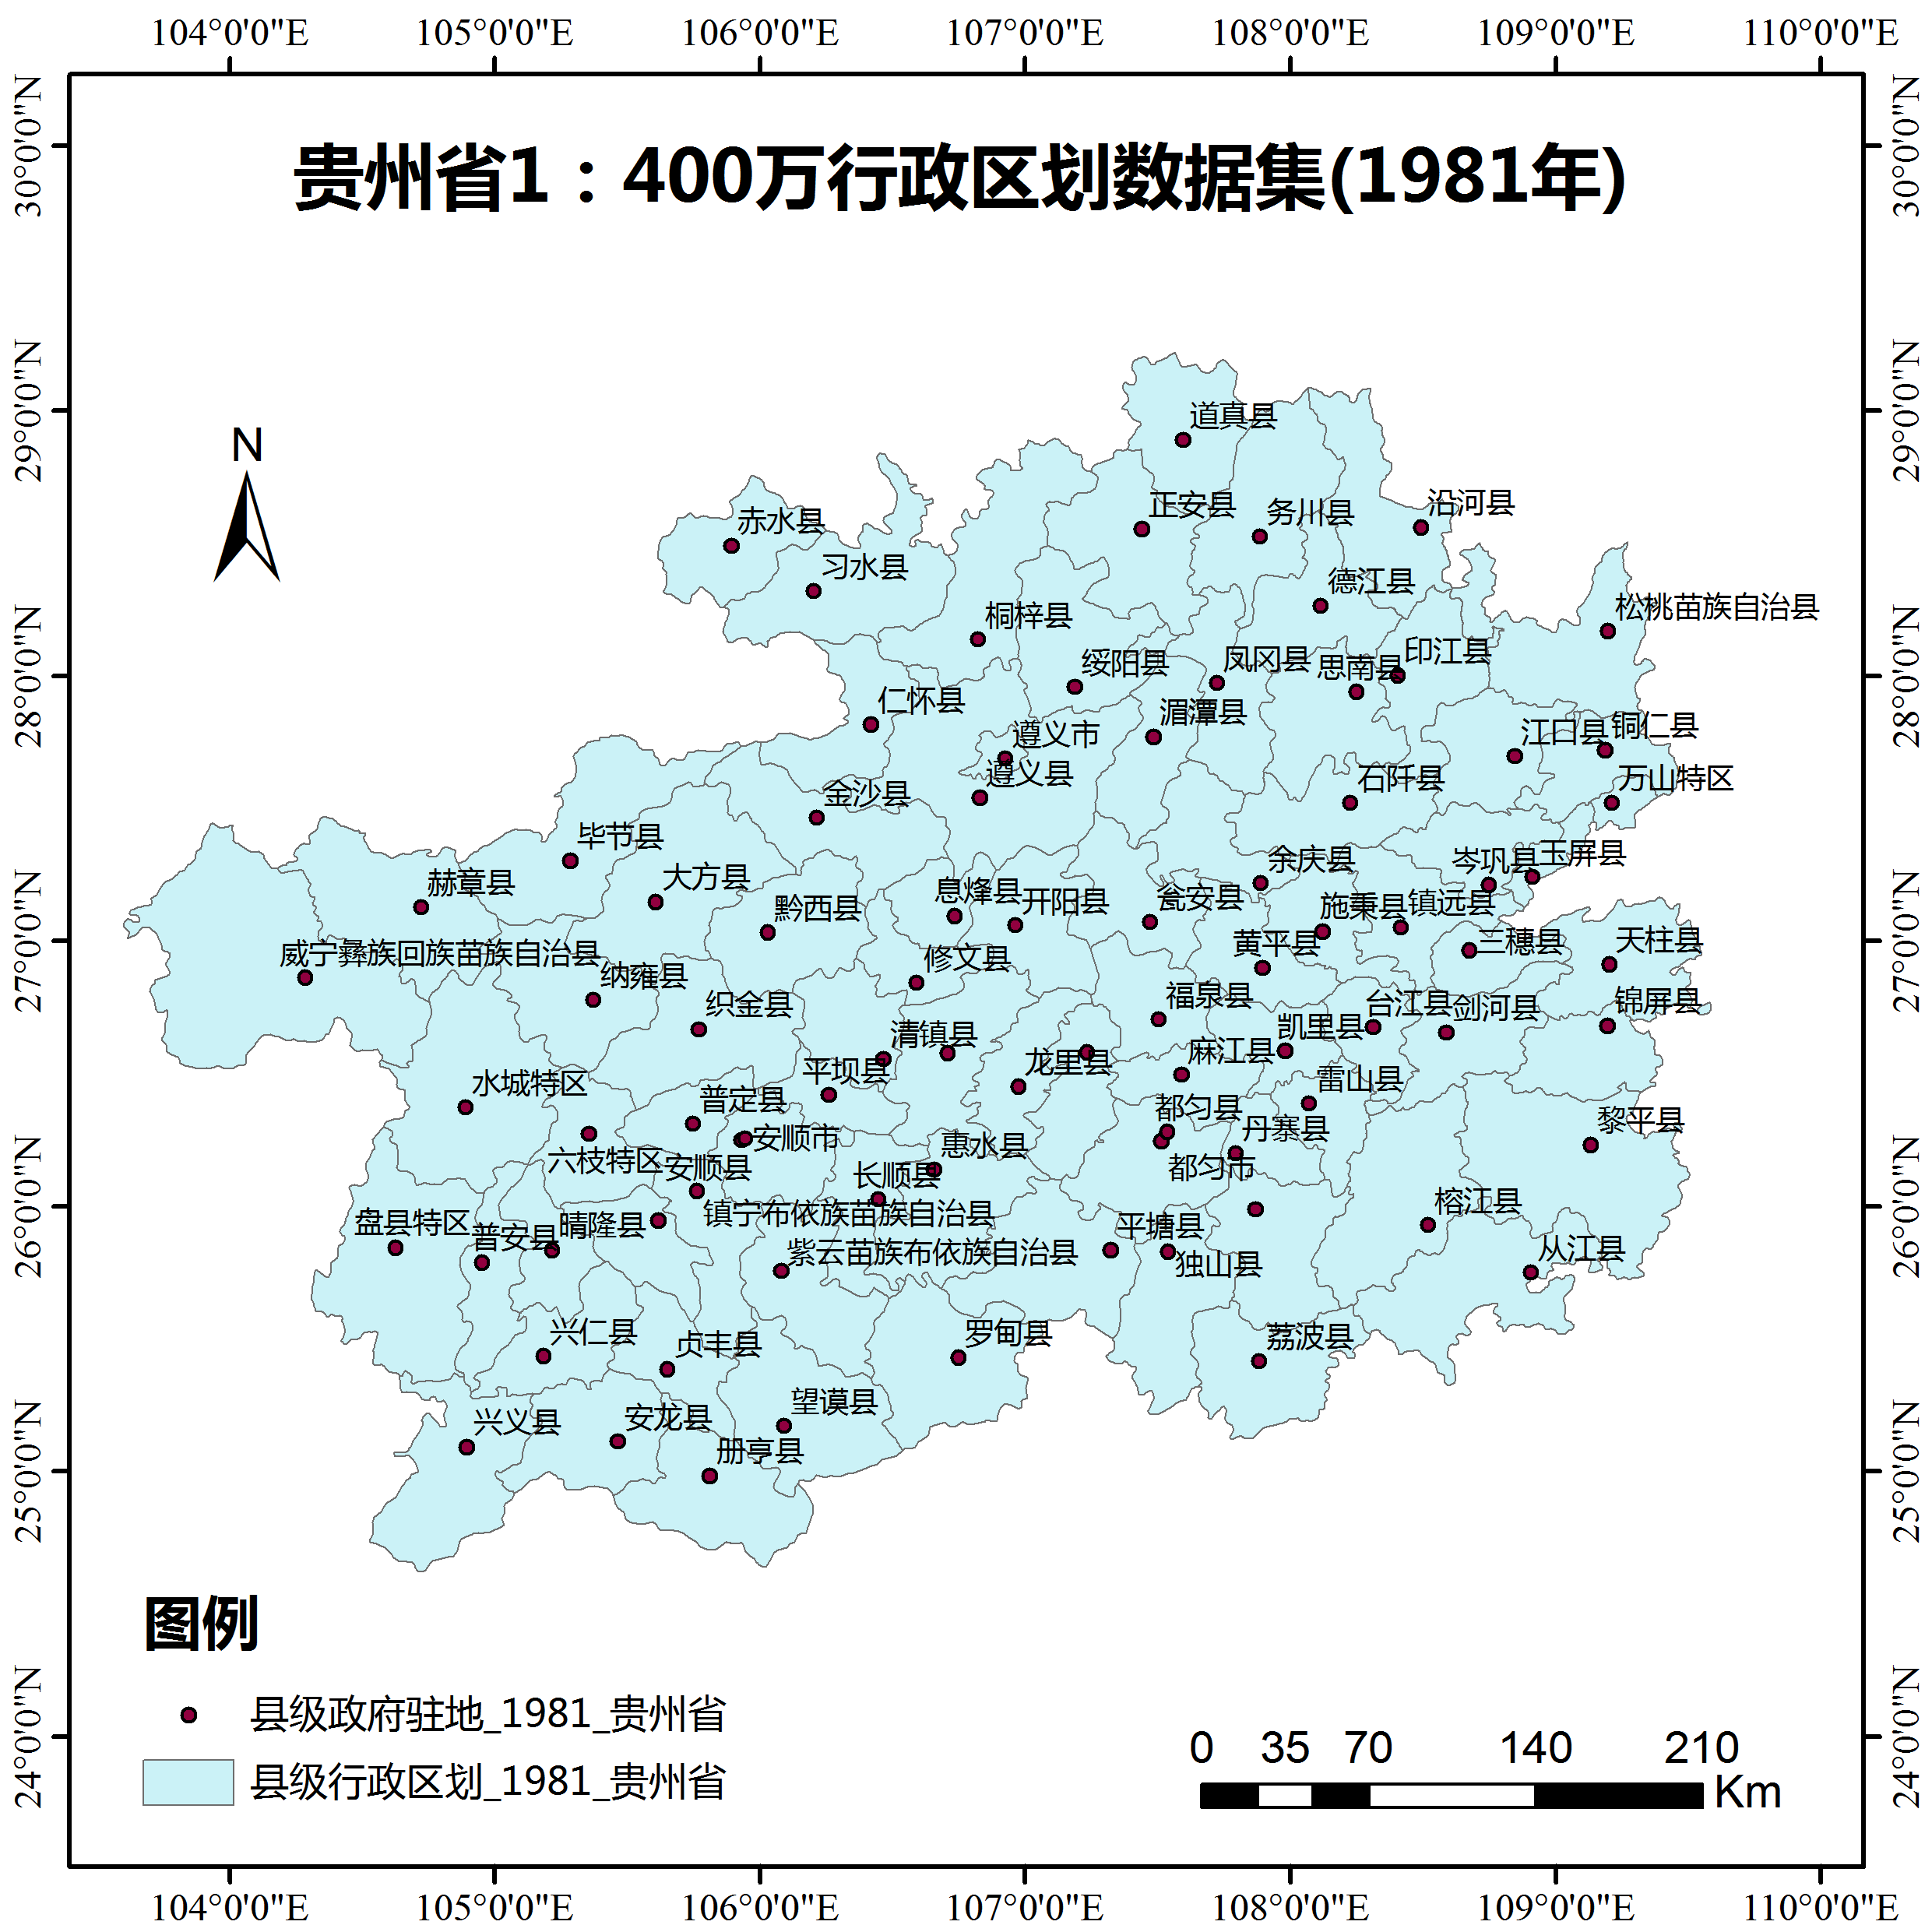 104°0'0"E 105°0'0"E 106°0'0"E 107°0'0"E 108°0'0"E 109°0'0"E 110°0'0"E
30°0'0"N
30°0'0"N
贵州省1：400万行政区划数据集(1981年)
29°0'0"N
29°0'0"N
N
道真县
正安县
务川县
沿河县
赤水县
习水县
德江县
松桃苗族自治县
桐梓县
绥阳县
凤冈县
思南县
印江县
28°0'0"N
28°0'0"N
仁怀县
湄潭县
遵义市
江口县
铜仁县
遵义县
石阡县
万山特区
金沙县
毕节县
余庆县
岑巩县
玉屏县
赫章县
大方县
黔西县
息烽县
开阳县
瓮安县
施秉县
镇远县
27°0'0"N
27°0'0"N
威宁彝族回族苗族自治县
纳雍县
修文县
黄平县
三穗县
天柱县
织金县
福泉县
台江县
剑河县
锦屏县
清镇县
凯里县
平坝县
龙里县
麻江县
水城特区
普定县
雷山县
都匀县
黎平县
安顺市
惠水县
丹寨县
六枝特区
安顺县
长顺县
都匀市
26°0'0"N
26°0'0"N
盘县特区
普安县
晴隆县
镇宁布依族苗族自治县
平塘县
榕江县
紫云苗族布依族自治县
独山县
从江县
兴仁县
贞丰县
罗甸县
荔波县
兴义县
安龙县
望谟县
册亨县
25°0'0"N
25°0'0"N
图例
县级政府驻地_1981_贵州省
县级行政区划_1981_贵州省
24°0'0"N
24°0'0"N
0 35 70 140 210
Km
104°0'0"E 105°0'0"E 106°0'0"E 107°0'0"E 108°0'0"E 109°0'0"E 110°0'0"E